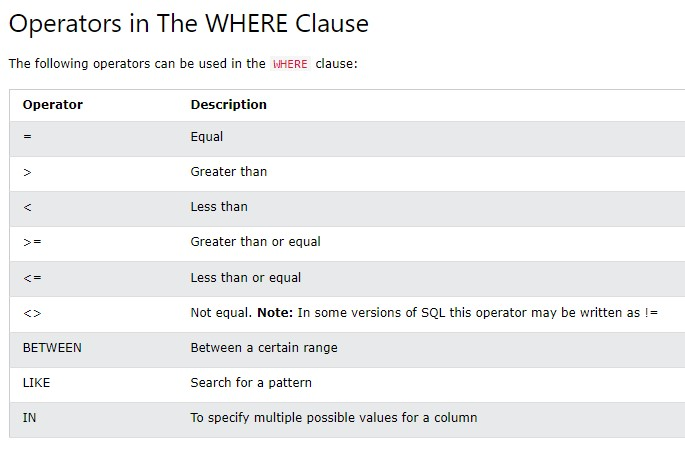 Operators in The WHERE Clause
The following operators can be used in the WHERE clause:
Operator Description
= Equal
> Greater than
< Less than
>= Greater than or equal
<= Less than or equal
<> Not equal. Note: In some versions of SQL this operator may be written as !=
BETWEEN Between a certain range
LIKE Search for a pattern
IN To specify multiple possible values for a column